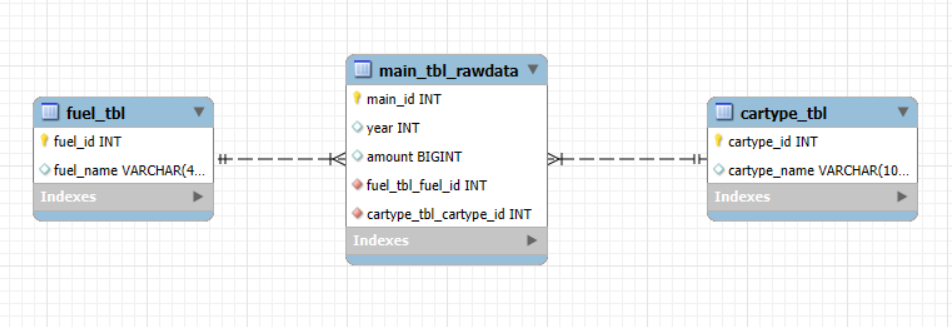 fuel_tbl
fuel_id INT
fuel_name VARCHAR(4...
Indexes
main_tbl_rawdata
main_id INT
year INT
amount BIGINT
fuel_tbl_fuel_id INT
cartype_tbl_cartype_id INT
Indexes
cartype_tbl
cartype_id INT
cartype_name VARCHAR(10...
Indexes